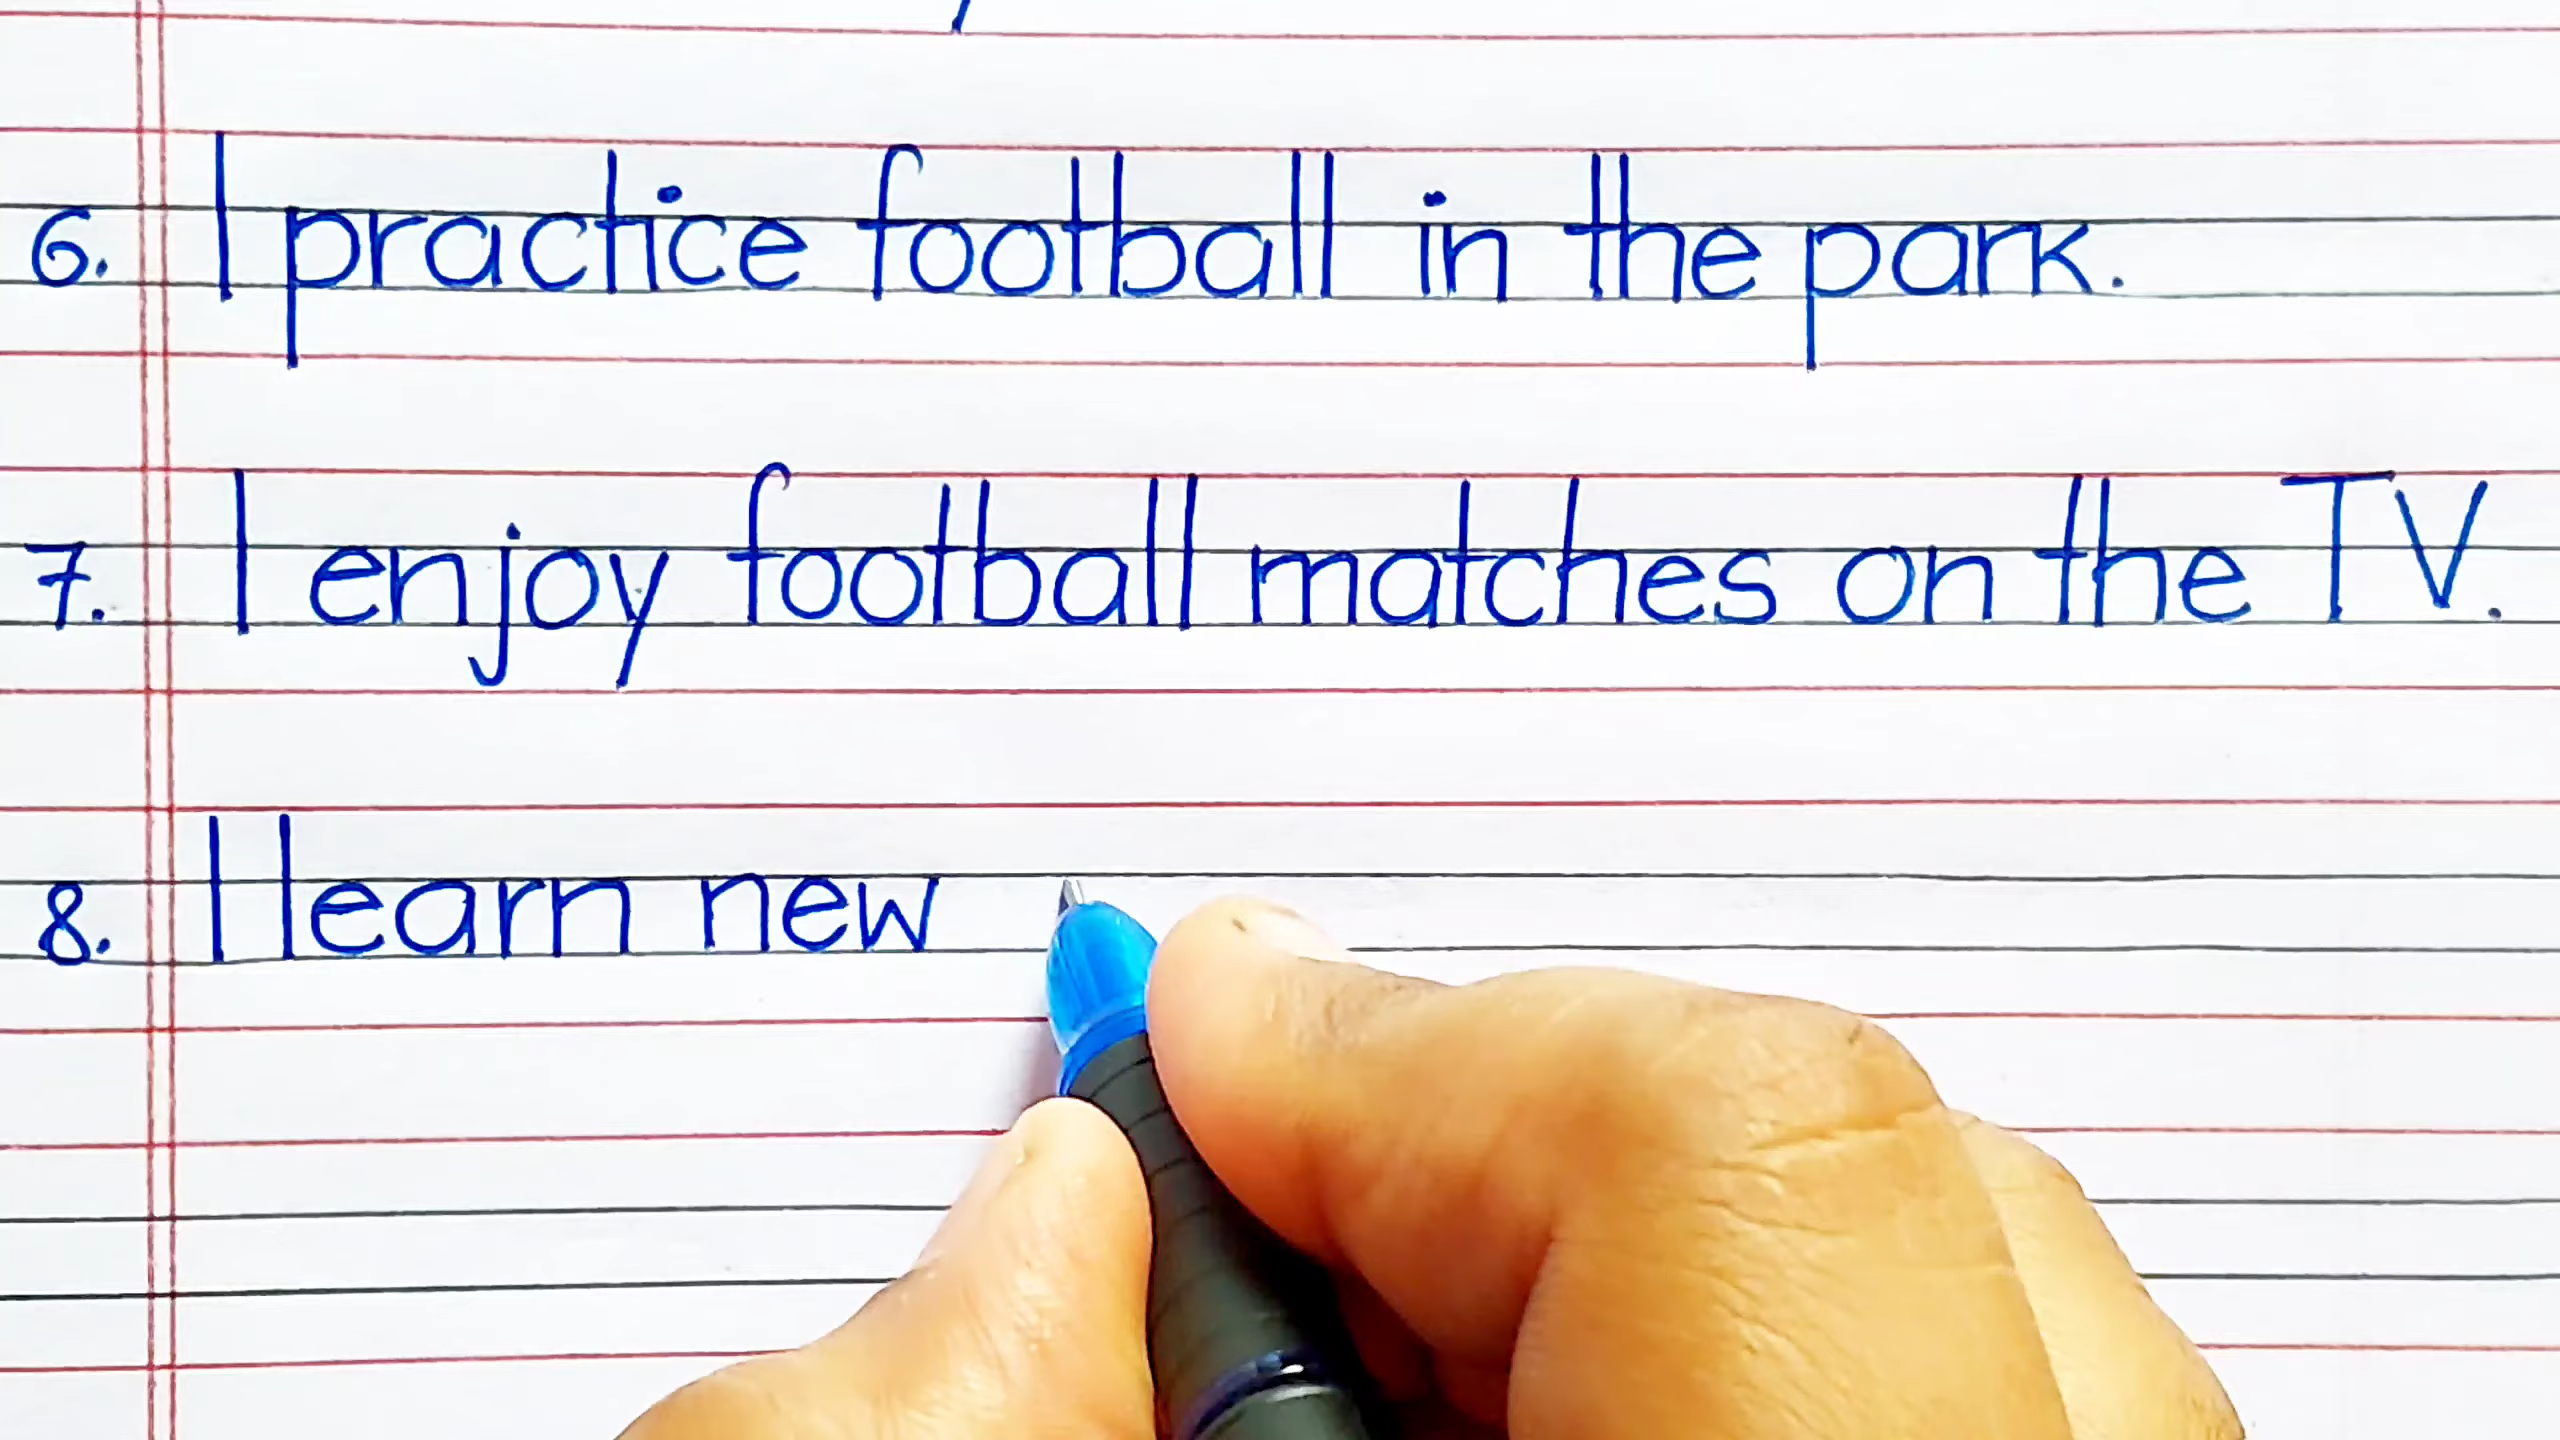 6. I practice football in the park.
7. I enjoy football matches on the TV.
8. I learn new